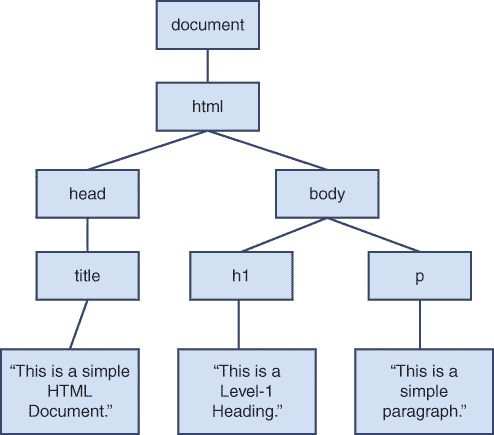 document
html
head
body
title
h1
p
“This is a simple
HTML
Document.”
“This is a
Level-1
Heading.”
“This is a
simple
paragraph.”